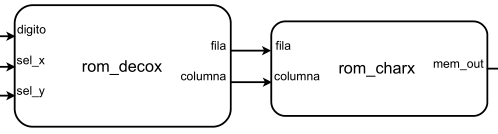 digito
sel_x
sel_y
rom_decox
fila
columna
fila
columna
rom_charx
mem_out